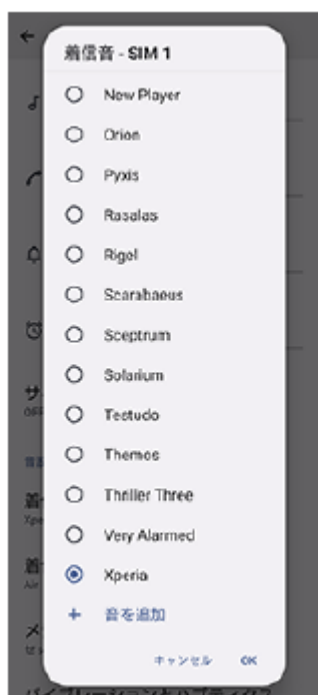 着信音 - SIM 1
New Player
Orion
Pyxis
Rasalas
Rigel
Scarabaeus
Sceptrum
Solarium
Testudo
Themos
Thriller Three
Very Alarmed
Xperia
+ 音を追加
キャンセル OK